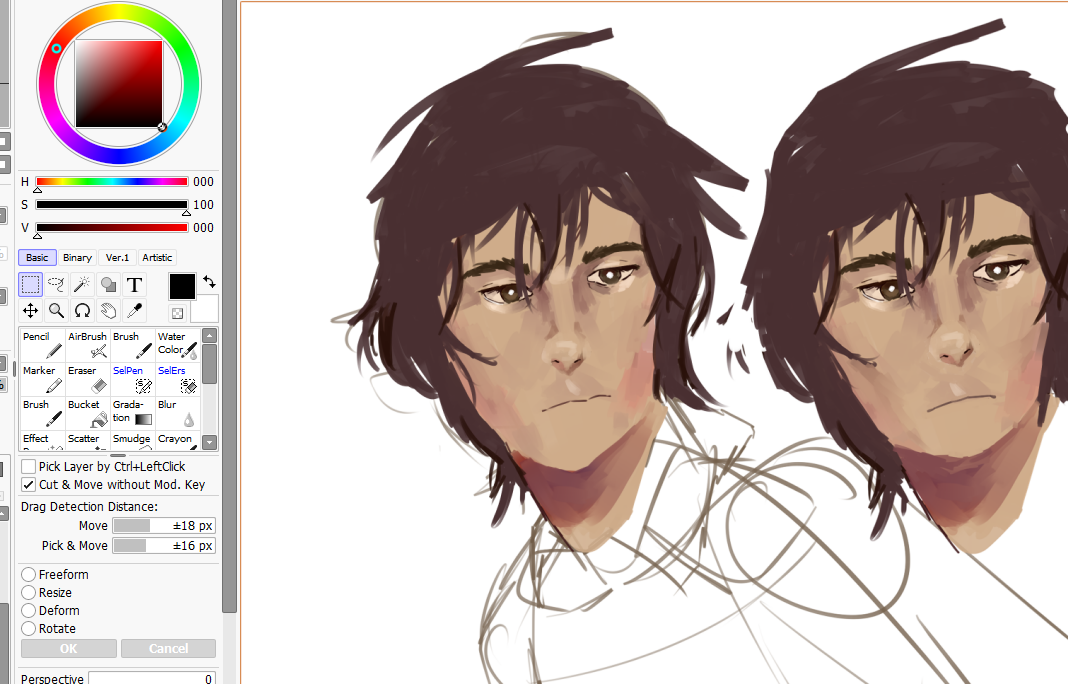 H 000
S 100
V 000
Basic Binary Ver.1 Artistic
T
Pencil AirBrush Brush Water
Color
Marker Eraser SelPen SelErs
Brush Bucket Grada- Blur
tion
Effect Scatter Smudge Crayon
Pick Layer by Ctrl+LeftClick
Cut & Move without Mod. Key
Drag Detection Distance:
Move ±18 px
Pick & Move ±16 px
Freeform
Resize
Deform
Rotate
OK Cancel
Perspective 0